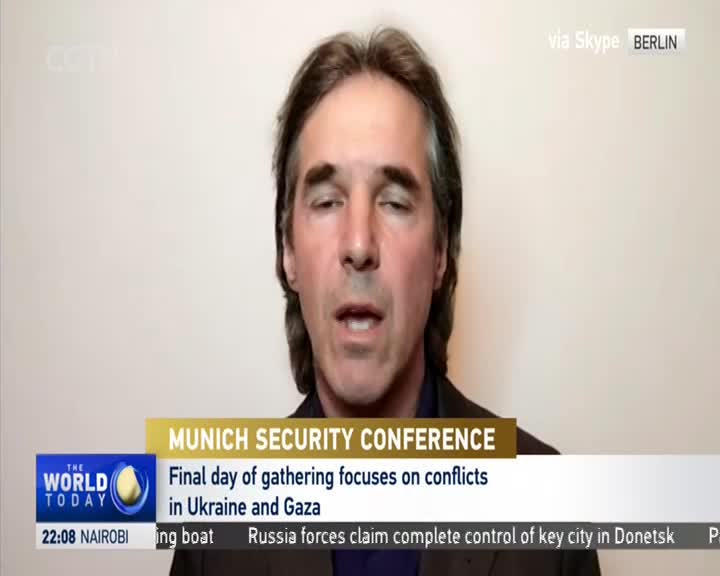 CGTN
via Skype
BERLIN
MUNICH SECURITY CONFERENCE
Final day of gathering focuses on conflicts
in Ukraine and Gaza
THE
WORLD
TODAY
22:08 NAIROBI
ing boat Russia forces claim complete control of key city in Donetsk P